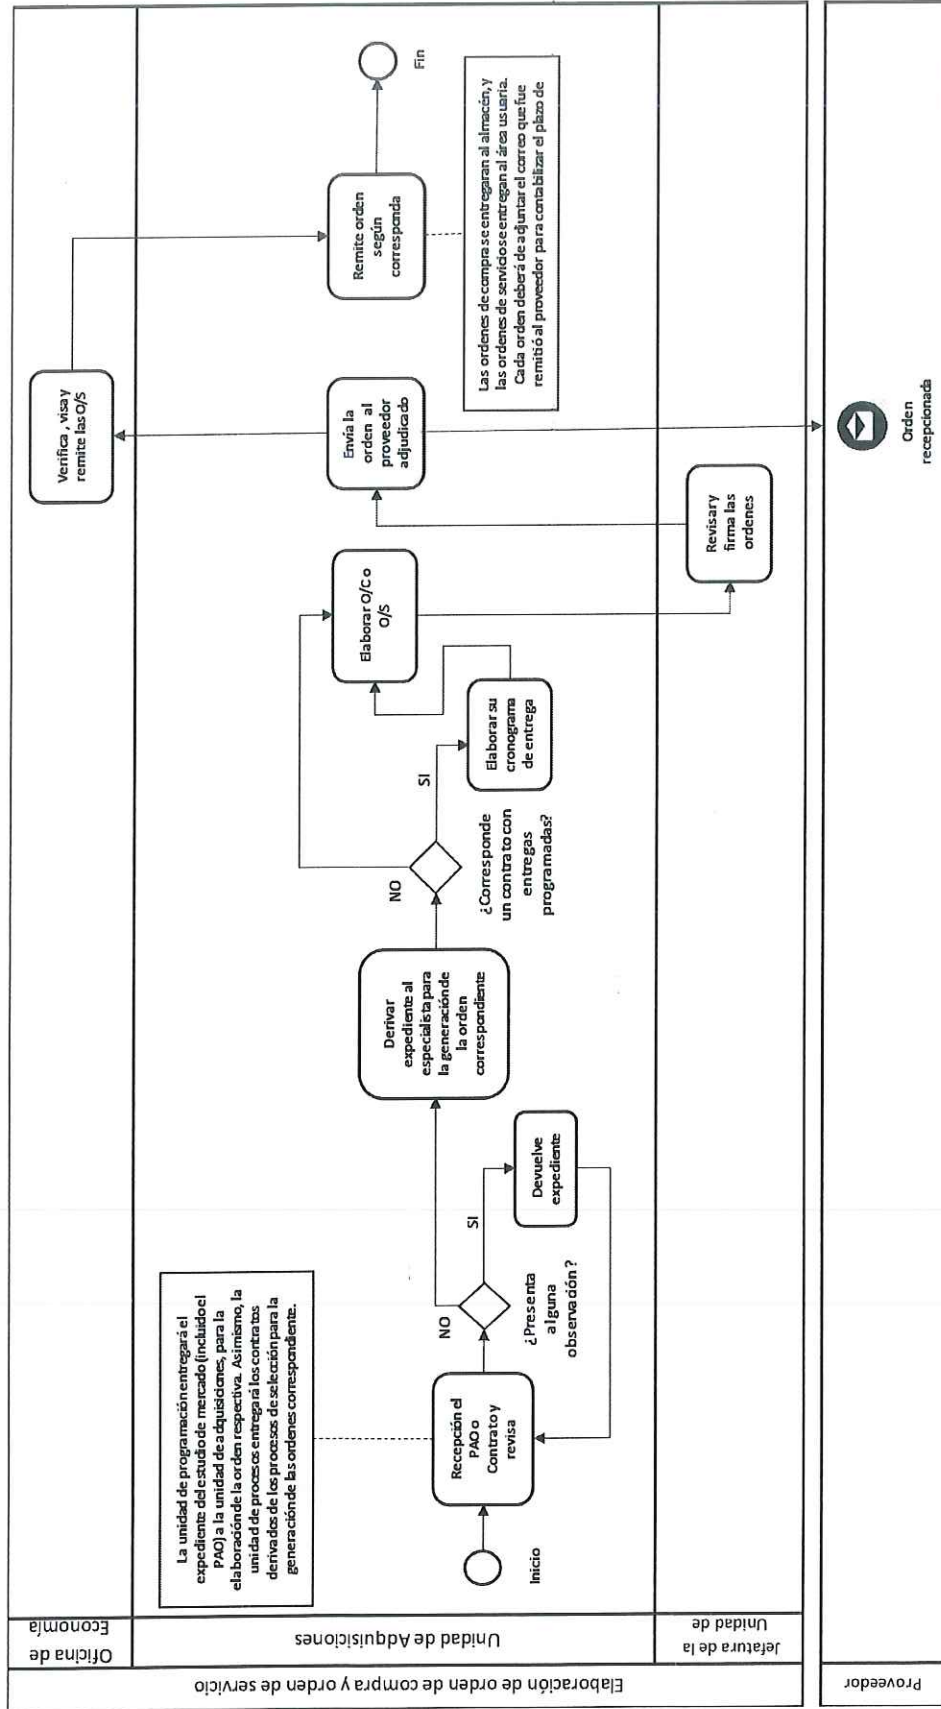 Elaboración de orden de compra y orden de servicio
Oficina de
Economía
Unidad de Adquisiciones
Jefatura de la
Unidad de
Proveedor
Inicio
La unidad de programación entregará el
expediente del estudio de mercado (incluido el
PAO) a la unidad de adquisiciones, para la
elaboración de la orden respectiva. Asimismo, la
unidad de procesos entregará los contratos
derivados de los procesos de selección para la
generación de las ordenes correspondiente.
Recepción el
PAO o
Contrato y
revisa
¿Presenta
alguna
observación?
NO
SI
Devuelve
expediente
Derivar
expediente al
especialista para
la generación de
la orden
correspondiente
NO
SI
¿Corresponde
un contrato con
entregas
programadas?
Elaborar su
cronograma
de entrega
Elaborar O/C o
O/S
Revisar y
firma las
ordenes
Envía la
orden al
proveedor
adjudicado
Orden
recepcionada
Verifica , visa y
remite las O/S
Remite orden
según
corresponda
Las ordenes de compra se entregaran al almacén, y
las ordenes de servicio se entregan al área usuaria.
Cada orden deberá de adjuntar el correo que fue
remitió al proveedor para contabilizar el plazo de
Fin